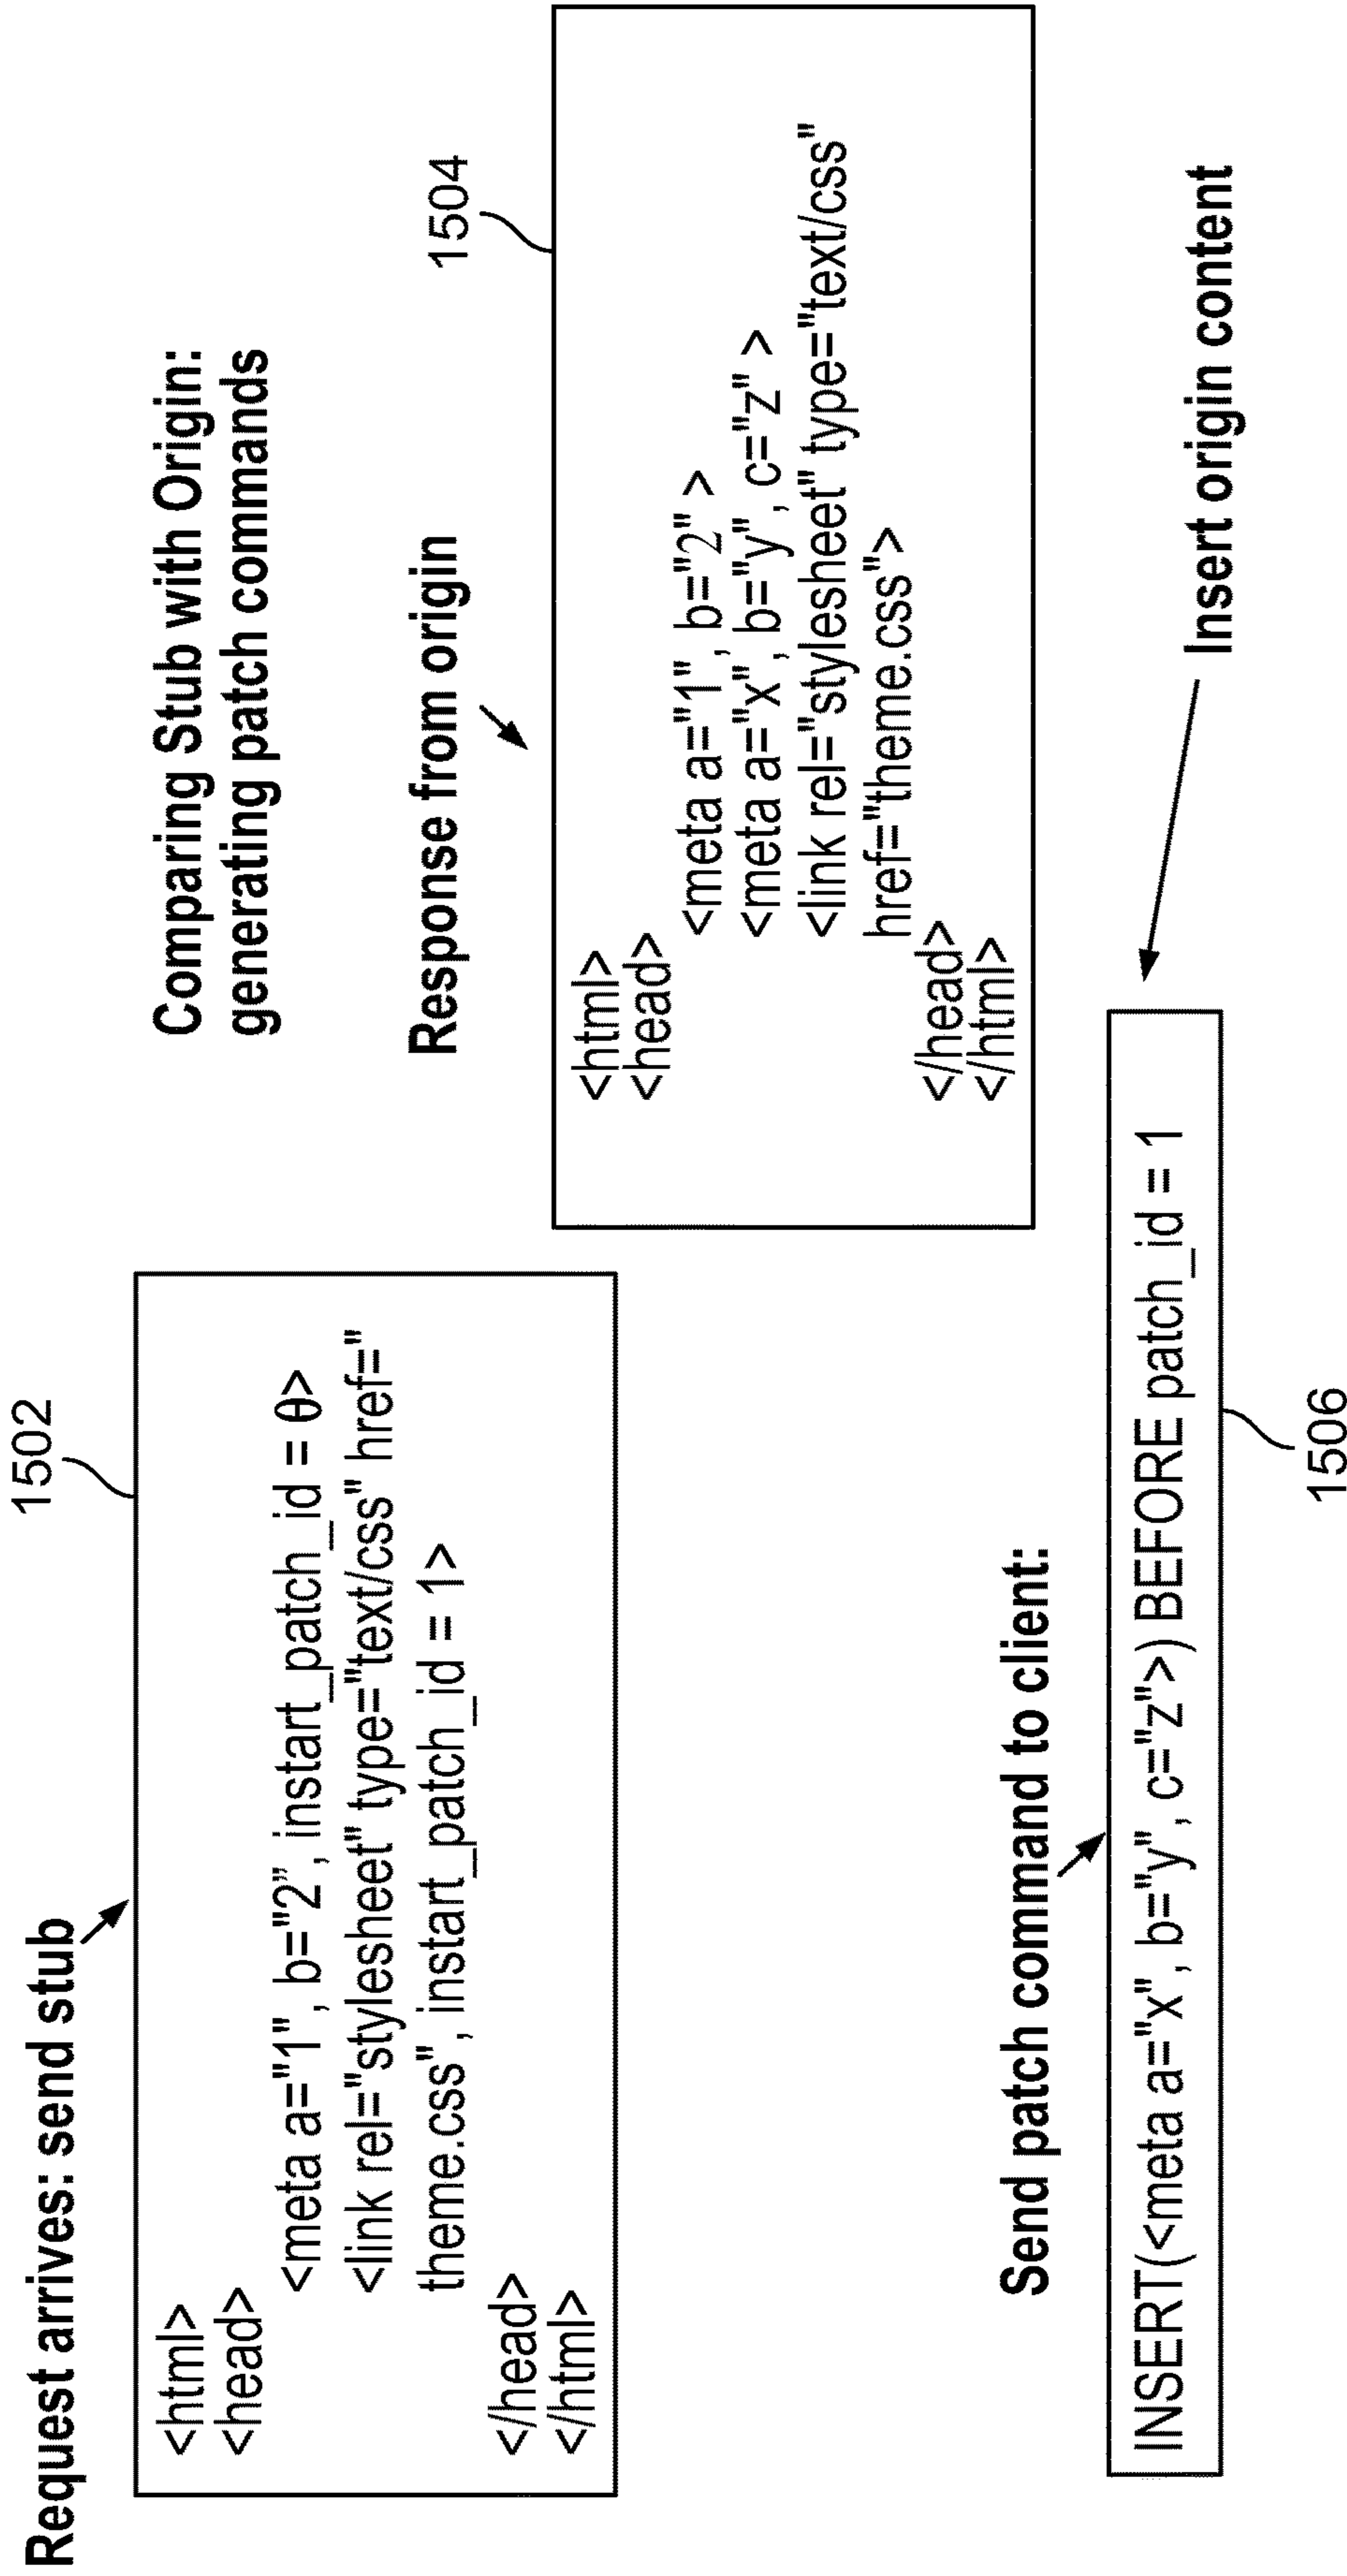 Request arrives: send stub
1502
<html>
<head>
<meta a="1", b="2", instart_patch_id = θ>
<link rel="stylesheet" type="text/css" href="
theme.css", instart_patch_id = 1>
</head>
</html>
Comparing Stub with Origin:
generating patch commands
Response from origin
1504
<html>
<head>
<meta a="1", b="2" >
<meta a="x", b="y", c="z" >
<link rel="stylesheet" type="text/css"
href="theme.css">
</head>
</html>
Send patch command to client:
INSERT(<meta a="x", b="y", c="z">) BEFORE patch_id = 1
1506
Insert origin content